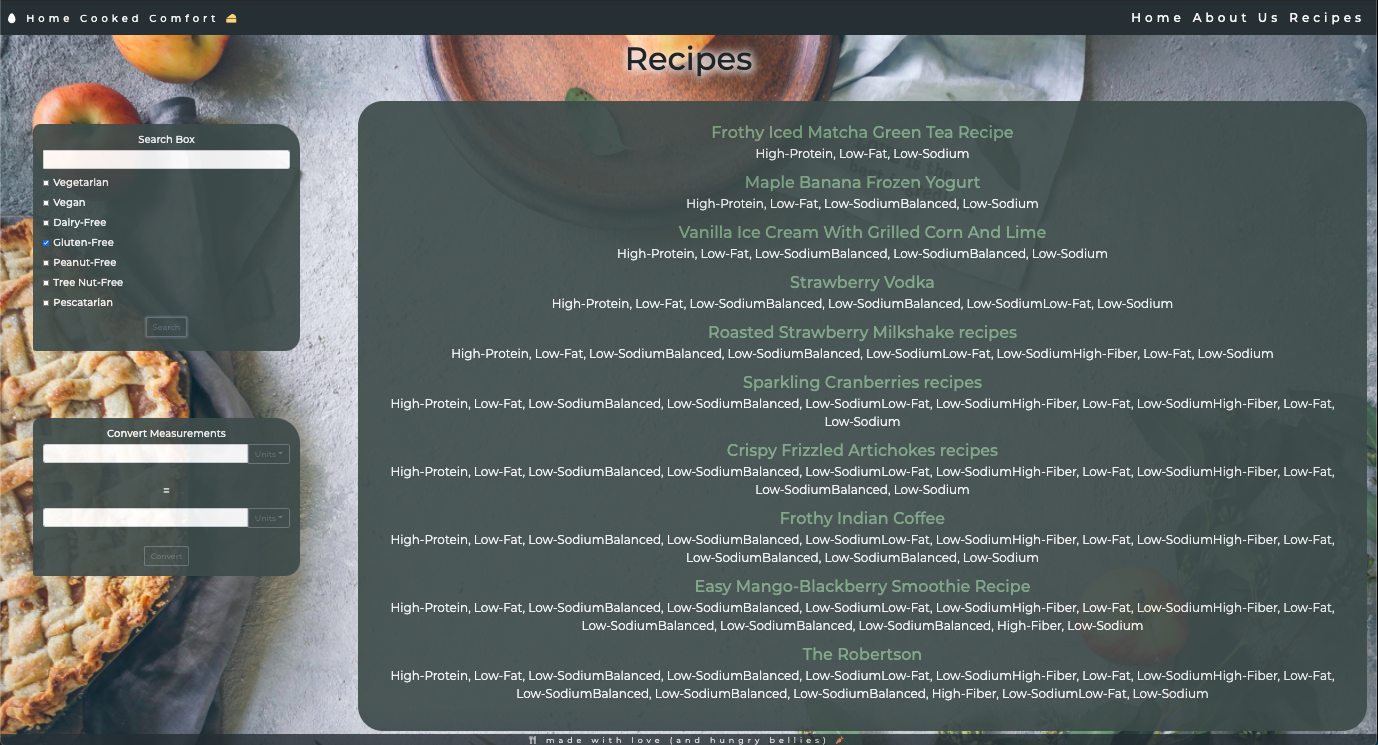 Home Cooked Comfort
Home About Us Recipes
Recipes
Search Box
Vegetarian
Vegan
Dairy-Free
Gluten-Free
Peanut-Free
Tree Nut-Free
Pescatarian
Search
Convert Measurements
Units
=
Units
Convert
Frothy Iced Matcha Green Tea Recipe
High-Protein, Low-Fat, Low-Sodium
Maple Banana Frozen Yogurt
High-Protein, Low-Fat, Low-SodiumBalanced, Low-Sodium
Vanilla Ice Cream With Grilled Corn And Lime
High-Protein, Low-Fat, Low-SodiumBalanced, Low-SodiumBalanced, Low-Sodium
Strawberry Vodka
High-Protein, Low-Fat, Low-SodiumBalanced, Low-SodiumBalanced, Low-SodiumLow-Fat, Low-Sodium
Roasted Strawberry Milkshake recipes
High-Protein, Low-Fat, Low-SodiumBalanced, Low-SodiumBalanced, Low-SodiumLow-Fat, Low-SodiumHigh-Fiber, Low-Fat, Low-Sodium
Sparkling Cranberries recipes
High-Protein, Low-Fat, Low-SodiumBalanced, Low-SodiumBalanced, Low-SodiumLow-Fat, Low-SodiumHigh-Fiber, Low-Fat, Low-SodiumHigh-Fiber, Low-Fat,
Low-Sodium
Crispy Frizzled Artichokes recipes
High-Protein, Low-Fat, Low-SodiumBalanced, Low-SodiumBalanced, Low-SodiumLow-Fat, Low-SodiumHigh-Fiber, Low-Fat, Low-SodiumHigh-Fiber, Low-Fat,
Low-SodiumBalanced, Low-Sodium
Frothy Indian Coffee
High-Protein, Low-Fat, Low-SodiumBalanced, Low-SodiumBalanced, Low-SodiumLow-Fat, Low-SodiumHigh-Fiber, Low-Fat, Low-SodiumHigh-Fiber, Low-Fat,
Low-SodiumBalanced, Low-SodiumBalanced, Low-Sodium
Easy Mango-Blackberry Smoothie Recipe
High-Protein, Low-Fat, Low-SodiumBalanced, Low-SodiumBalanced, Low-SodiumLow-Fat, Low-SodiumHigh-Fiber, Low-Fat, Low-SodiumHigh-Fiber, Low-Fat,
Low-SodiumBalanced, Low-SodiumBalanced, Low-SodiumBalanced, High-Fiber, Low-Sodium
The Robertson
High-Protein, Low-Fat, Low-SodiumBalanced, Low-SodiumBalanced, Low-SodiumLow-Fat, Low-SodiumHigh-Fiber, Low-Fat, Low-SodiumHigh-Fiber, Low-Fat,
Low-SodiumBalanced, Low-SodiumBalanced, Low-SodiumBalanced, High-Fiber, Low-SodiumLow-Fat, Low-Sodium
made with love (and hungry bellies)